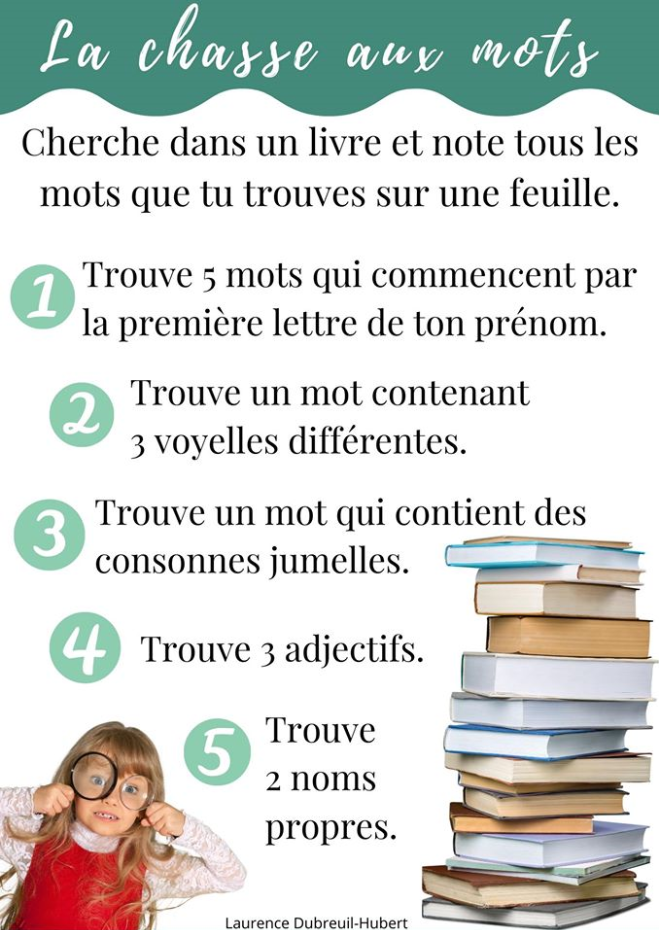 La chasse aux mots
Cherche dans un livre et note tous les
mots que tu trouves sur une feuille.
1 Trouve 5 mots qui commencent par
la première lettre de ton prénom.
2 Trouve un mot contenant
3 voyelles différentes.
3 Trouve un mot qui contient des
consonnes jumelles.
4 Trouve 3 adjectifs.
5 Trouve
2 noms
propres.
Laurence Dubreuil-Hubert